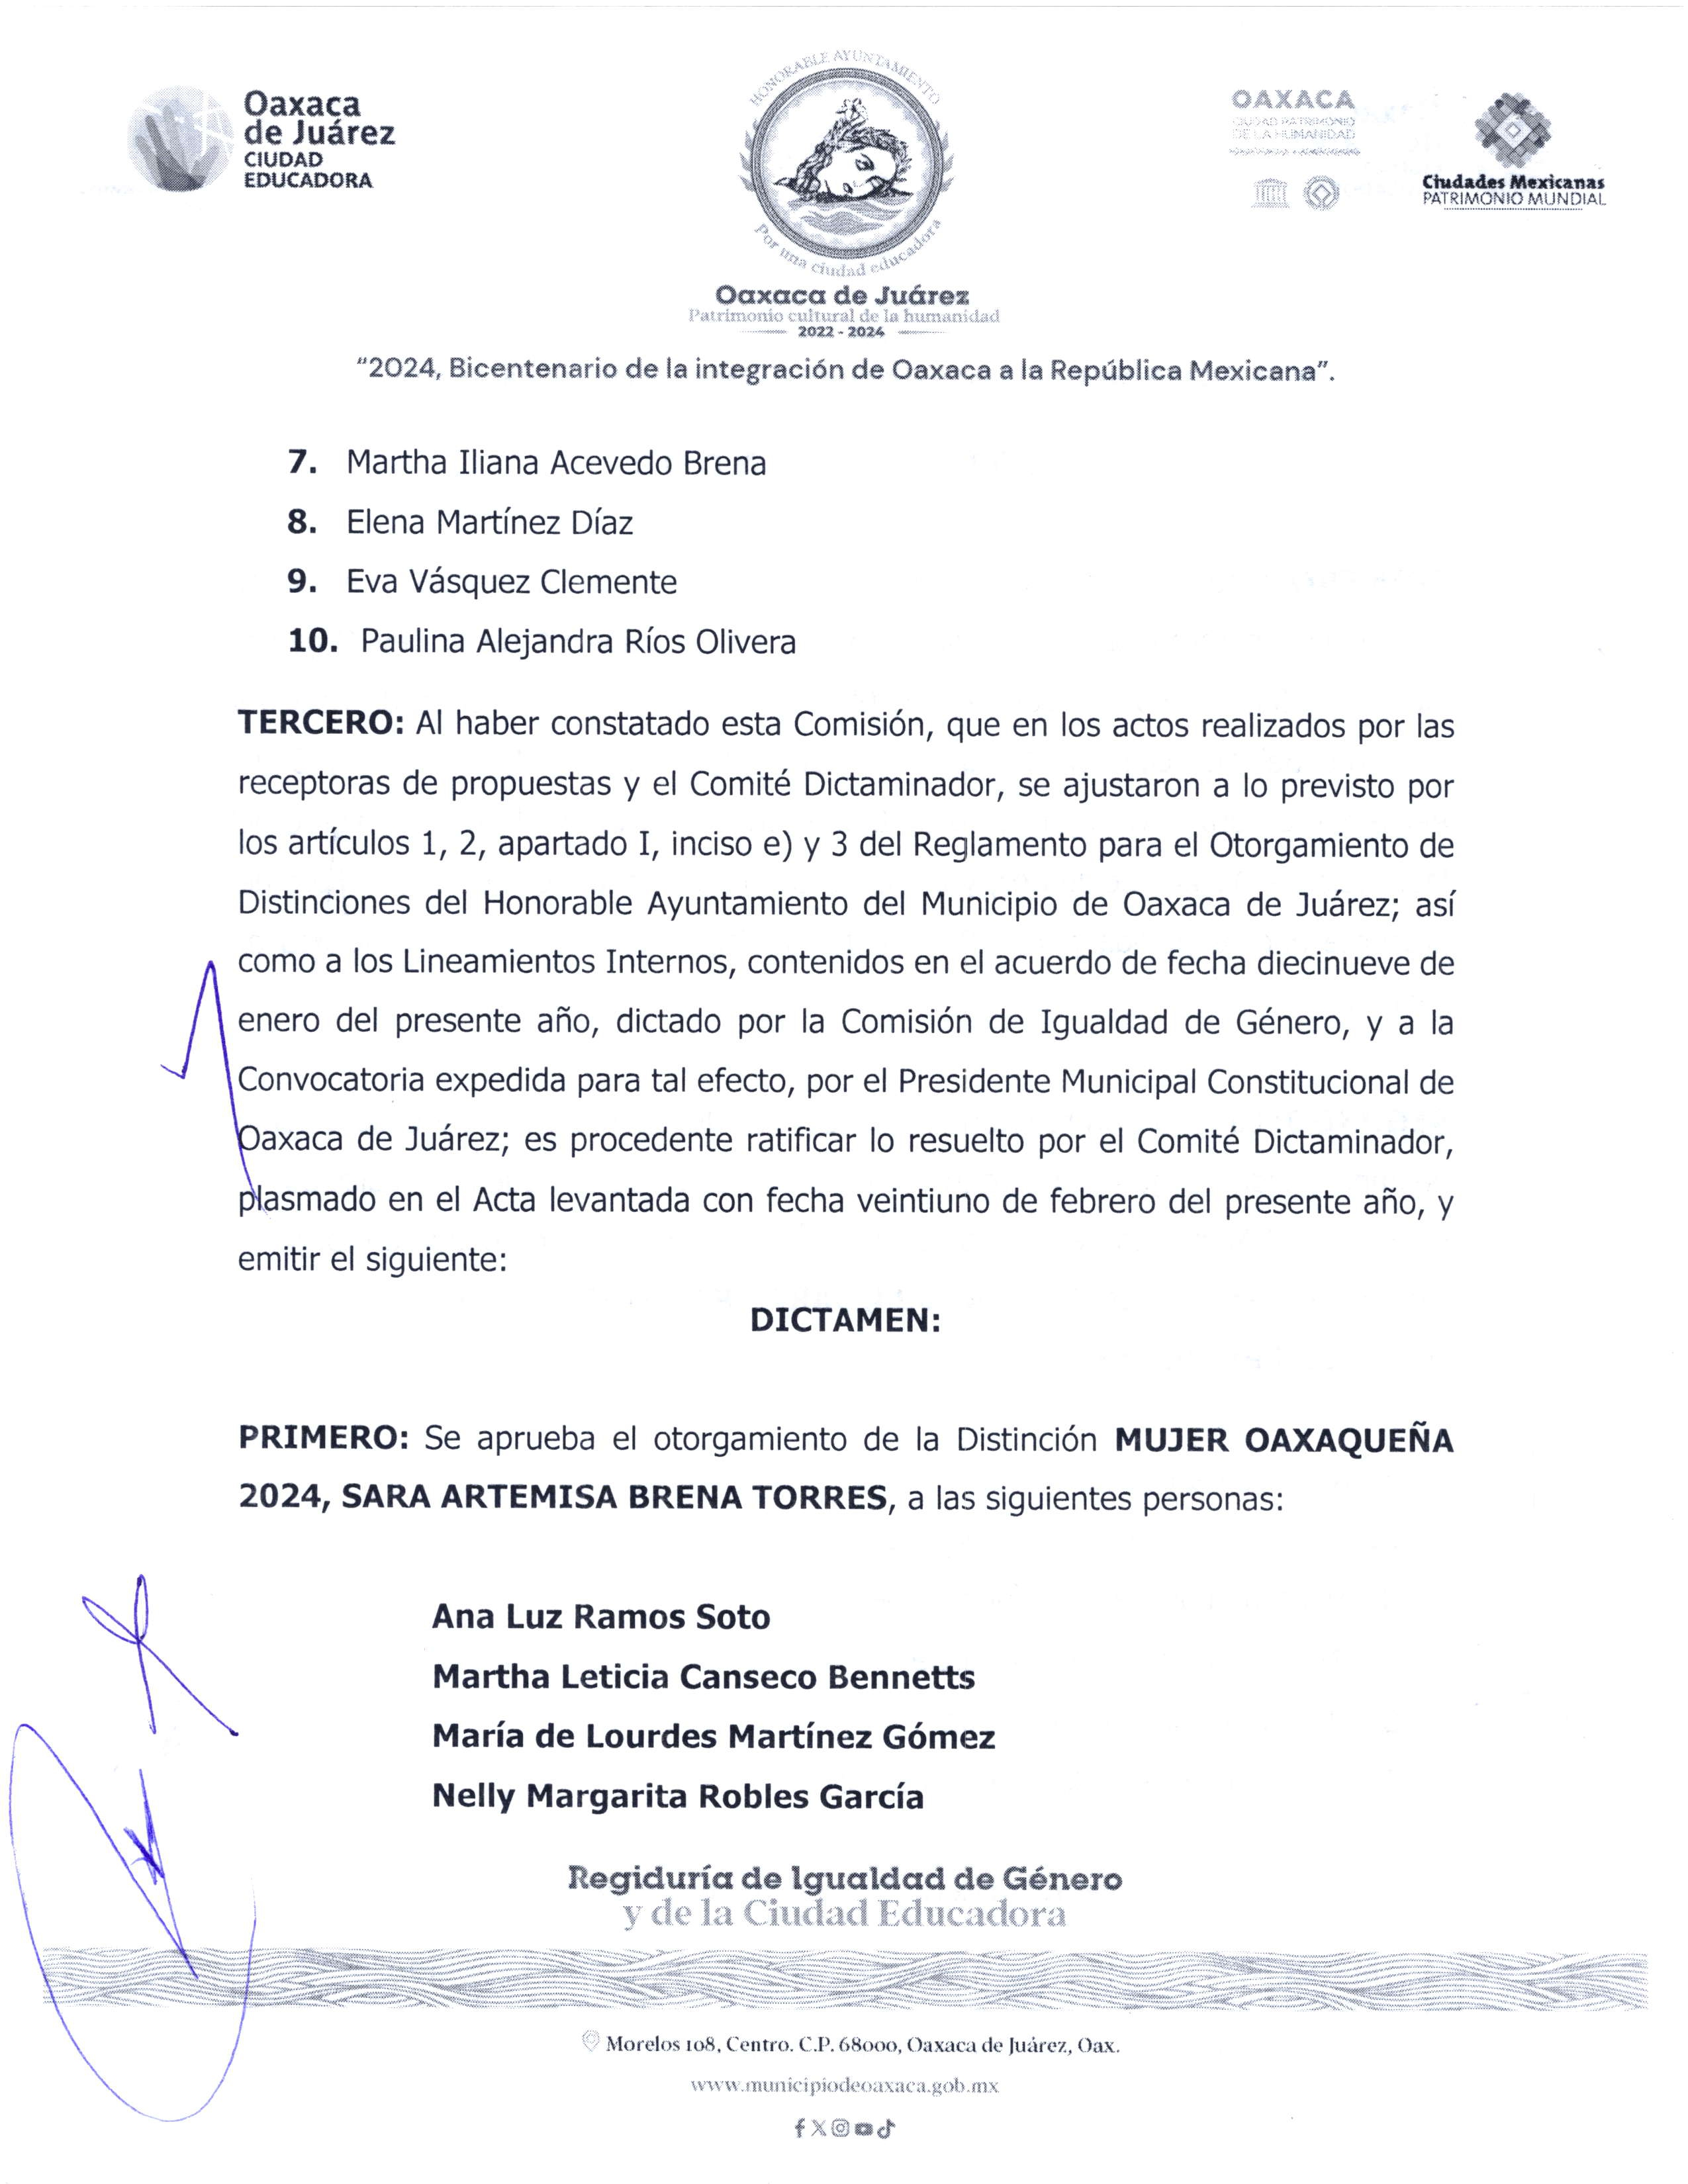 Oaxaca
de Juárez
CIUDAD
EDUCADORA
HONORABLE AYUNTAMIENTO
Por una ciudad educadora
Oaxaca de Juárez
Patrimonio cultural de la humanidad
2022 - 2024
OAXACA
CIUDAD PATRIMONIO
DE LA HUMANIDAD
Ciudades Mexicanas
PATRIMONIO MUNDIAL
“2024, Bicentenario de la integración de Oaxaca a la República Mexicana”.
7. Martha Iliana Acevedo Brena
8. Elena Martínez Díaz
9. Eva Vásquez Clemente
10. Paulina Alejandra Ríos Olivera
TERCERO: Al haber constatado esta Comisión, que en los actos realizados por las
receptoras de propuestas y el Comité Dictaminador, se ajustaron a lo previsto por
los artículos 1, 2, apartado I, inciso e) y 3 del Reglamento para el Otorgamiento de
Distinciones del Honorable Ayuntamiento del Municipio de Oaxaca de Juárez; así
como a los Lineamientos Internos, contenidos en el acuerdo de fecha diecinueve de
enero del presente año, dictado por la Comisión de Igualdad de Género, y a la
Convocatoria expedida para tal efecto, por el Presidente Municipal Constitucional de
Oaxaca de Juárez; es procedente ratificar lo resuelto por el Comité Dictaminador,
plasmado en el Acta levantada con fecha veintiuno de febrero del presente año, y
emitir el siguiente:
DICTAMEN:
PRIMERO: Se aprueba el otorgamiento de la Distinción MUJER OAXAQUEÑA
2024, SARA ARTEMISA BRENA TORRES, a las siguientes personas:
Ana Luz Ramos Soto
Martha Leticia Canseco Bennetts
María de Lourdes Martínez Gómez
Nelly Margarita Robles García
Regiduría de Igualdad de Género
y de la Ciudad Educadora
Morelos 108, Centro. C.P. 68000, Oaxaca de Juárez, Oax.
www.municipiodeoaxaca.gob.mx